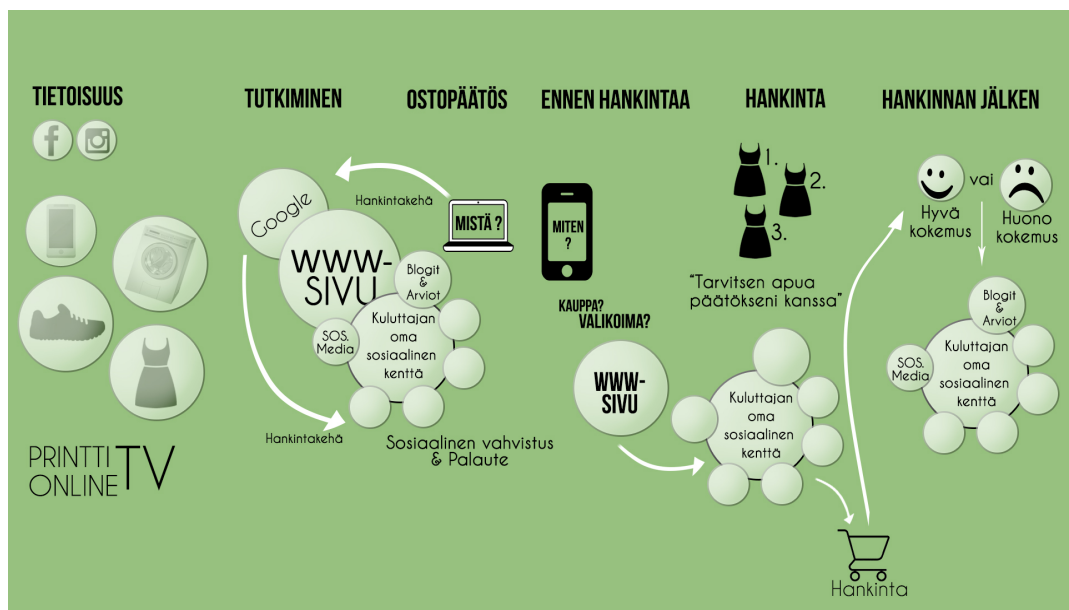 TIETOISUUS
PRINTTI
ONLINE
TV
TUTKIMINEN
OSTOPÄÄTÖS
Google
Hankintakehä
MISTÄ ?
WWW-
SIVU
Blogit
&
Arviot
SOS.
Media
Kuluttajan
oma
sosiaalinen
kenttä
Hankintakehä
Sosiaalinen vahvistus
& Palaute
ENNEN HANKINTAA
MITEN
?
KAUPPA?
VALIKOIMA?
WWW-
SIVU
HANKINTA
1.
2.
3.
"Tarvitsen apua
päätökseni kanssa"
Kuluttajan
oma
sosiaalinen
kenttä
Hankinta
HANKINNAN JÄLKEN
vai
Hyvä
kokemus
Huono
kokemus
Blogit
&
Arviot
SOS.
Media
Kuluttajan
oma
sosiaalinen
kenttä